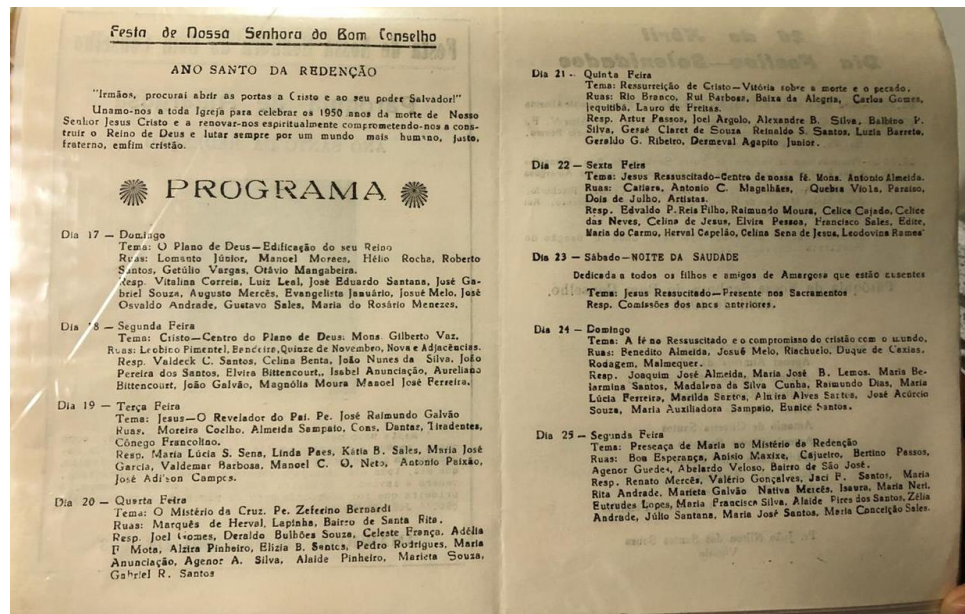 Festa de Nossa Senhora do Bom Conselho
ANO SANTO DA REDENÇÃO
"Irmãos, procurai abrir as portas a Cristo e ao seu poder Salvador!"
Unamo-nos a toda Igreja para celebrar os 1950 anos da morte de Nosso
Senhor Jesus Cristo e a renovar-nos espiritualmente comprometendo-nos a cons-
truir o Reino de Deus e lutar sempre por um mundo mais humano, justo,
fraterno, emfim cristão.
PROGRAMA
Dia 17 — Domingo
Tema: O Plano de Deus—Edificação do seu Reino
Ruas: Lomanto Júnior, Manoel Moraes, Hélio Rocha, Roberto
Santos, Getúlio Vargas, Otávio Mangabeira.
Resp. Vitalina Correia, Luiz Leal, José Eduardo Santana, José Ga-
briel Souza, Augusto Mercês, Evangelista Januário, Josué Melo, José
Osvaldo Andrade, Gustavo Sales, Maria do Rosário Menezes.
Dia 18 — Segunda Feira
Tema: Cristo—Centro do Plano de Deus: Mons. Gilberto Vaz.
Ruas: Leobino Pimentel, Bandeira, Quinze de Novembro, Nova e Adjacências.
Resp. Valdeck C. Santos, Celina Benta, João Nunes da Silva, João
Pereira dos Santos, Elvira Bittencourt, Isabel Anunciação, Aureliano
Bittencourt, João Galvão, Magnólia Moura Manoel José Ferreira.
Dia 19 — Terça Feira
Tema: Jesus—O Revelador do Pai. Pe. José Raimundo Galvão
Ruas. Moreira Coelho, Almeida Sampaio, Cons. Dantar, Tiradentes,
Cônego Francolino.
Resp. Maria Lúcia S. Sena, Linda Paes, Kátia B. Sales, Maria José
Garcia, Valdemar Barbosa, Manoel C. O. Neto, Antonio Paixão,
José Adilson Campos.
Dia 20 — Quarta Feira
Tema: O Mistério da Cruz. Pe. Zeferino Bernardi
Ruas: Marquês de Herval, Lapinha, Bairro de Santa Rita.
Resp. Joel Gomes, Deraldo Bulhões Souza, Celeste França, Adélia
F Mota, Alzira Pinheiro, Elizia B. Santos, Pedro Rodrigues, Maria
Anunciação, Agenor A. Silva, Alaide Pinheiro, Marieta Souza,
Gabriel R. Santos
Dia 21 - Quinta Feira
Tema: Ressurreição de Cristo—Vitória sobre a morte e o pecado.
Ruas: Rio Branco, Rui Barbosa, Baixa da Alegria, Carlos Gomes,
Jequitibá, Lauro de Freitas.
Resp. Artur Passos, Joel Argolo, Alexandre B. Silva, Balbino P.
Silva, Gessé Claret de Souza Reinaldo S. Santos, Luzia Barreto,
Geraldo G. Ribeiro, Dermeval Agapito Junior.
Dia 22 — Sexta Feira
Tema: Jesus Ressuscitado-Centro de nossa fé. Mons. Antonio Almeida.
Ruas: Catiara, Antonio C. Magalhães, Quebra Viola, Paraiso,
Dois de Julho, Artistas.
Resp. Edvaldo P. Reis Filho, Raimundo Moura, Celice Cajado, Celice
das Neves, Celina de Jesus, Elvira Pessoa, Francisco Sales, Edite,
Maria do Carmo, Herval Capelão, Celina Sena de Jesus, Leodovina Ramos
Dia 23 — Sábado—NOITE DA SAUDADE
Dedicada a todos os filhos e amigos de Amargosa que estão ausentes
Tema: Jesus Ressucitado—Presente nos Sacramentos
Resp. Comissões dos anos anteriores.
Dia 24 — Domingo
Tema: A fé no Ressuscitado e o compromisso do cristão com o mundo.
Ruas: Benedito Almeida, Josué Melo, Riachuelo, Duque de Caxias,
Rodagem, Malmequer.
Resp. Joaquim José Almeida, Maria José B. Lemos. Maria Be-
larmina Santos, Madalena da Silva Cunha, Raimundo Dias, Maria
Lúcia Ferreira, Marilda Santos, Almira Alves Santos, José Acúrcio
Souza, Maria Auxiliadora Sampaio, Eunice Santos.
Dia 25 — Segunda Feira
Tema: Presença de Maria no Mistério da Redenção
Ruas: Boa Esperança, Anisio Maxixe, Cajueiro, Bertino Passos,
Agenor Guedes, Abelardo Veloso, Bairro de São José.
Resp. Renato Mercês, Valério Gonçalves, Jaci F. Santos, Maria
Rita Andrade, Marieta Galvão Nativa Mercês, Isaura, Maria Neri,
Eutrudes Lopes, Maria Francisca Silva, Alaide Pires dos Santos, Zélia
Andrade, Júlio Santana, Maria José Santos, Maria Conceição Sales.